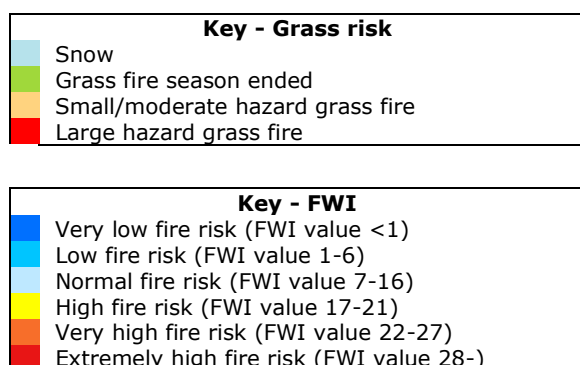 Key - Grass risk
Snow
Grass fire season ended
Small/moderate hazard grass fire
Large hazard grass fire
Key - FWI
Very low fire risk (FWI value <1)
Low fire risk (FWI value 1-6)
Normal fire risk (FWI value 7-16)
High fire risk (FWI value 17-21)
Very high fire risk (FWI value 22-27)
Extremely high fire risk (FWI value 28-)